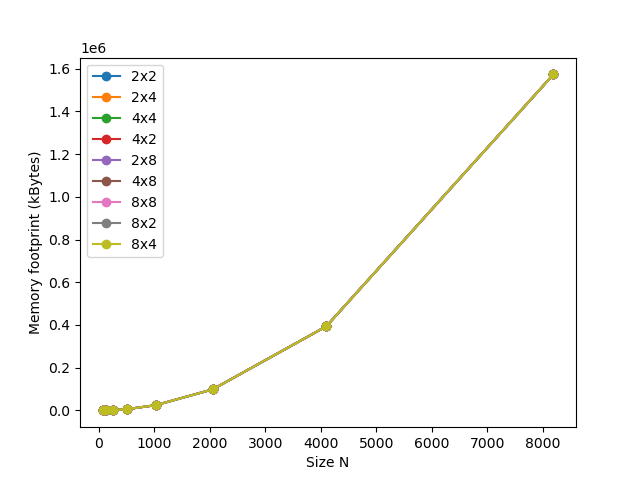 1e6
1.6
1.4
1.2
1.0
0.8
0.6
0.4
0.2
0.0
Memory footprint (kBytes)
2x2
2x4
4x4
4x2
2x8
4x8
8x8
8x2
8x4
0 1000 2000 3000 4000 5000 6000 7000 8000
Size N